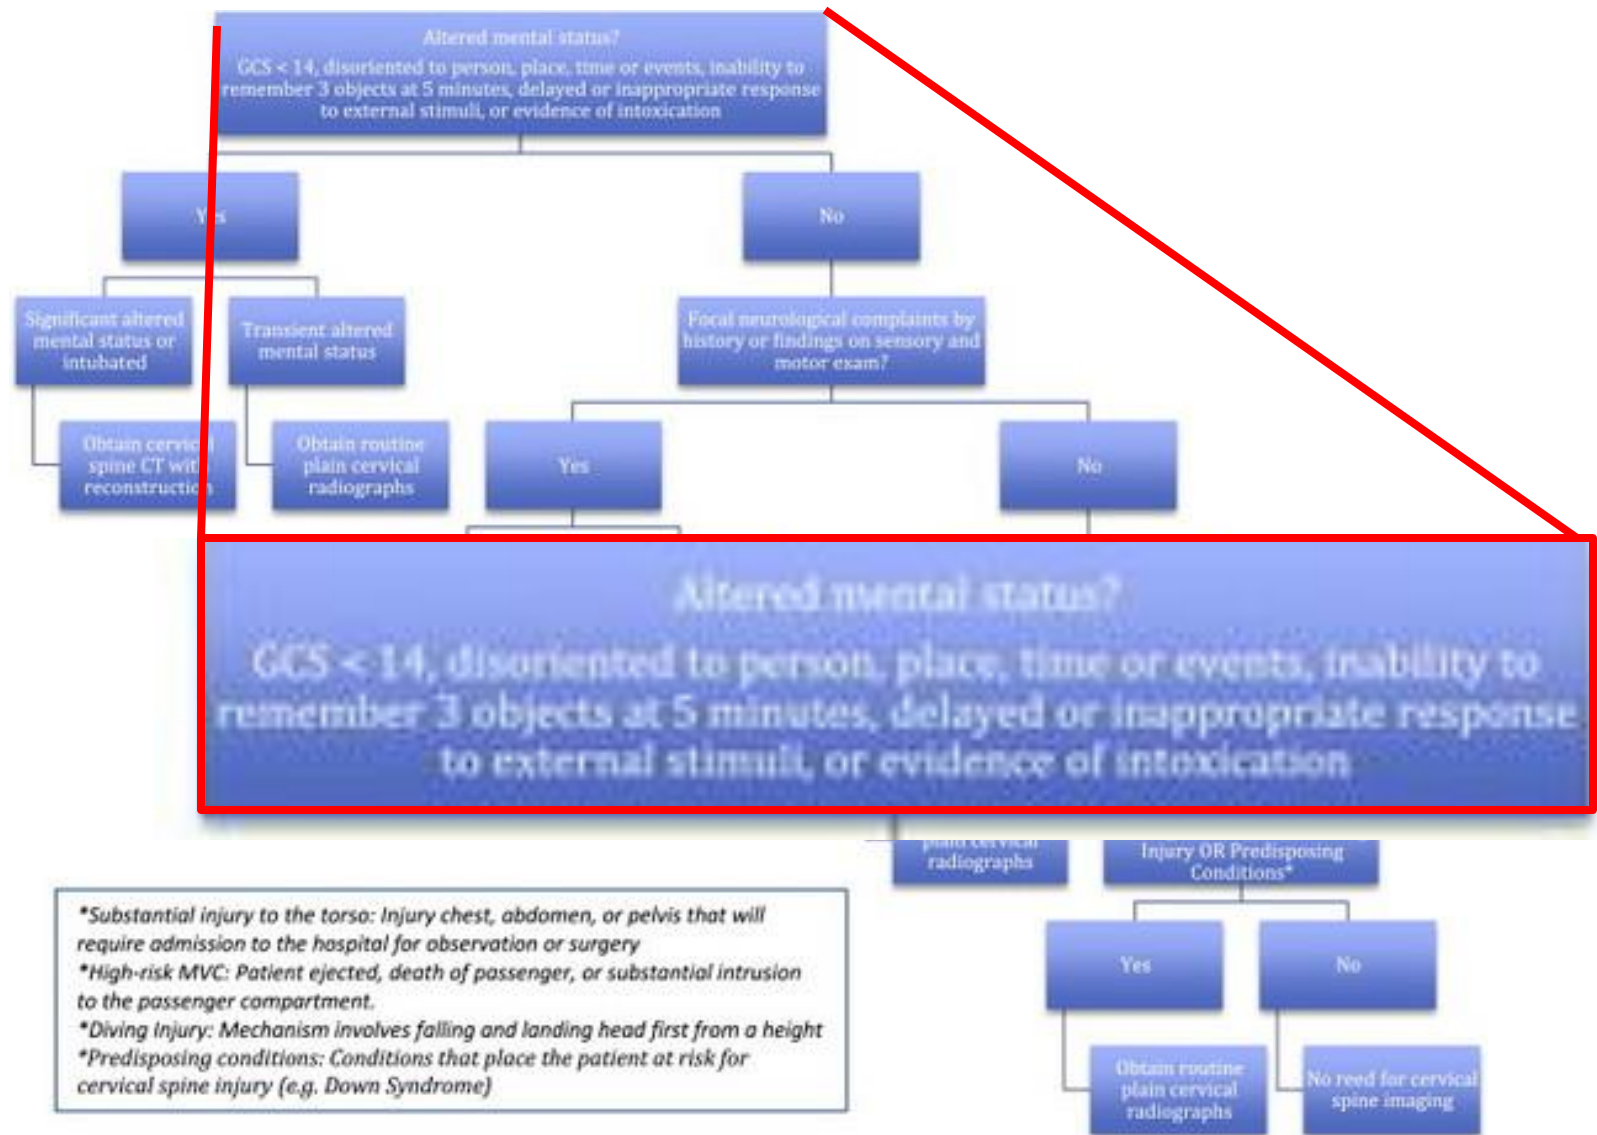 Altered mental status?
GCS < 14, disoriented to person, place, time or events, inability to
remember 3 objects at 5 minutes, delayed or inappropriate response
to external stimuli, or evidence of intoxication
Yes
No
Significant altered
mental status or
intubated
Transient altered
mental status
Focal neurological complaints by
history or findings on sensory and
motor exam?
Obtain cervical
spine CT with
reconstruction
Obtain routine
plain cervical
radiographs
Yes
No
Altered mental status?
GCS < 14, disoriented to person, place, time or events, inability to
remember 3 objects at 5 minutes, delayed or inappropriate response
to external stimuli, or evidence of intoxication
plain cervical
radiographs
Injury OR Predisposing
Conditions*
*Substantial injury to the torso: Injury chest, abdomen, or pelvis that will
require admission to the hospital for observation or surgery
*High-risk MVC: Patient ejected, death of passenger, or substantial intrusion
to the passenger compartment.
*Diving Injury: Mechanism involves falling and landing head first from a height
*Predisposing conditions: Conditions that place the patient at risk for
cervical spine injury (e.g. Down Syndrome)
Yes
No
Obtain routine
plain cervical
radiographs
No need for cervical
spine imaging